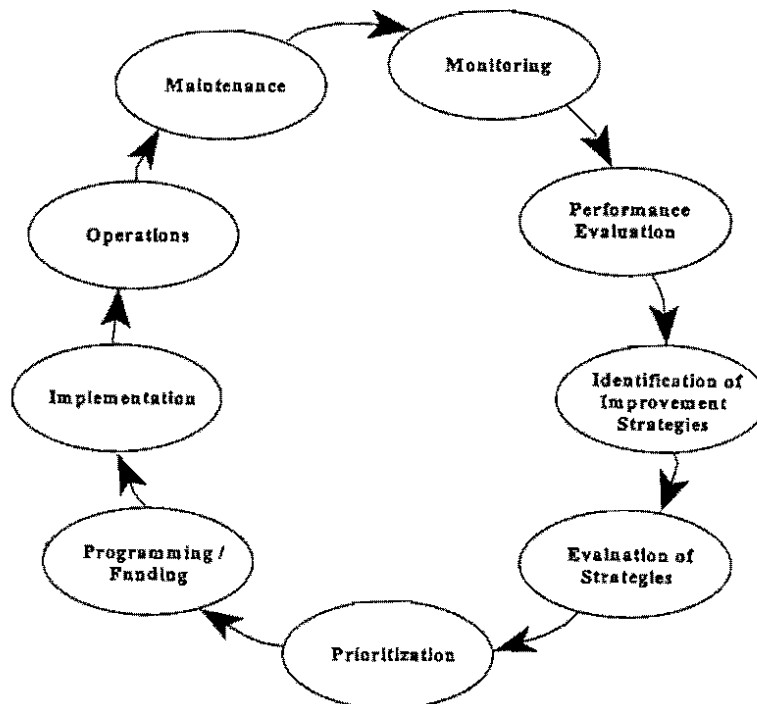 Maintenance
Monitoring
Performance
Evaluation
Identification of
Improvement
Strategies
Evaluation of
Strategies
Prioritization
Programming /
Funding
Implementation
Operations